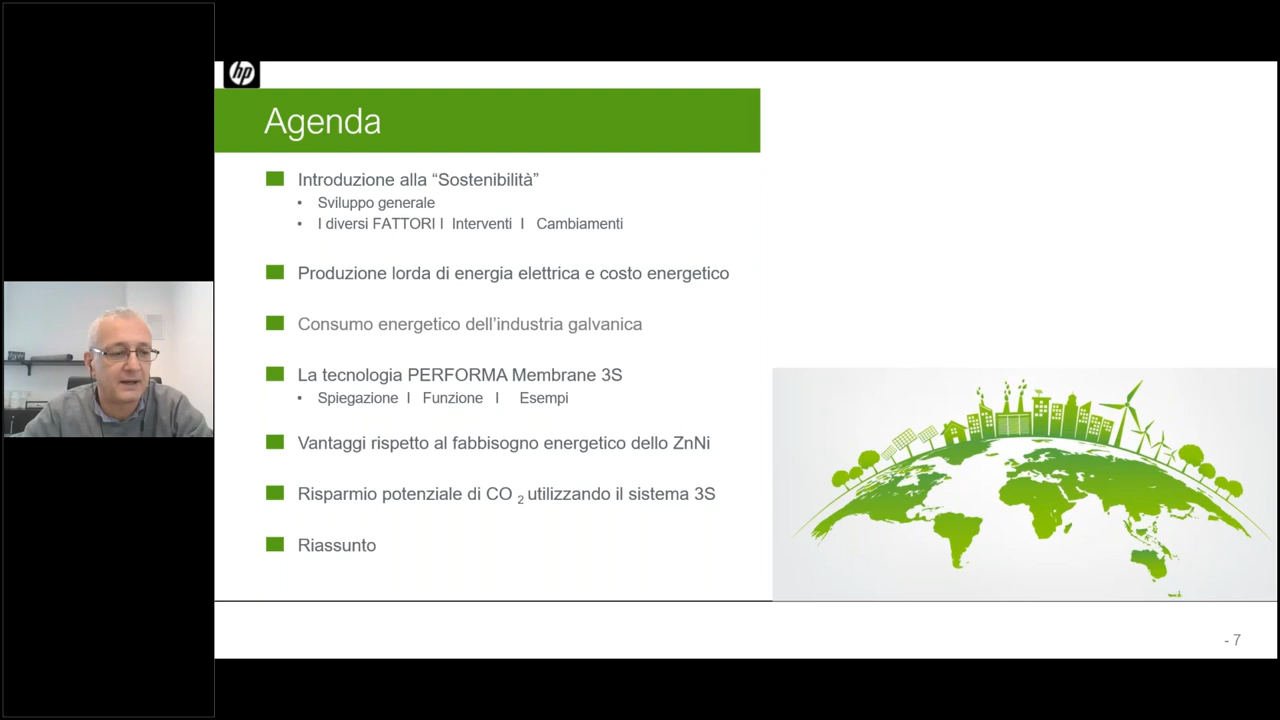 hp
Agenda
Introduzione alla “Sostenibilità”
Sviluppo generale
I diversi FATTORI I Interventi I Cambiamenti
Produzione lorda di energia elettrica e costo energetico
Consumo energetico dell'industria galvanica
La tecnologia PERFORMA Membrane 3S
Spiegazione I Funzione I Esempi
Vantaggi rispetto al fabbisogno energetico dello ZnNi
Risparmio potenziale di CO 2 utilizzando il sistema 3S
Riassunto
- 7